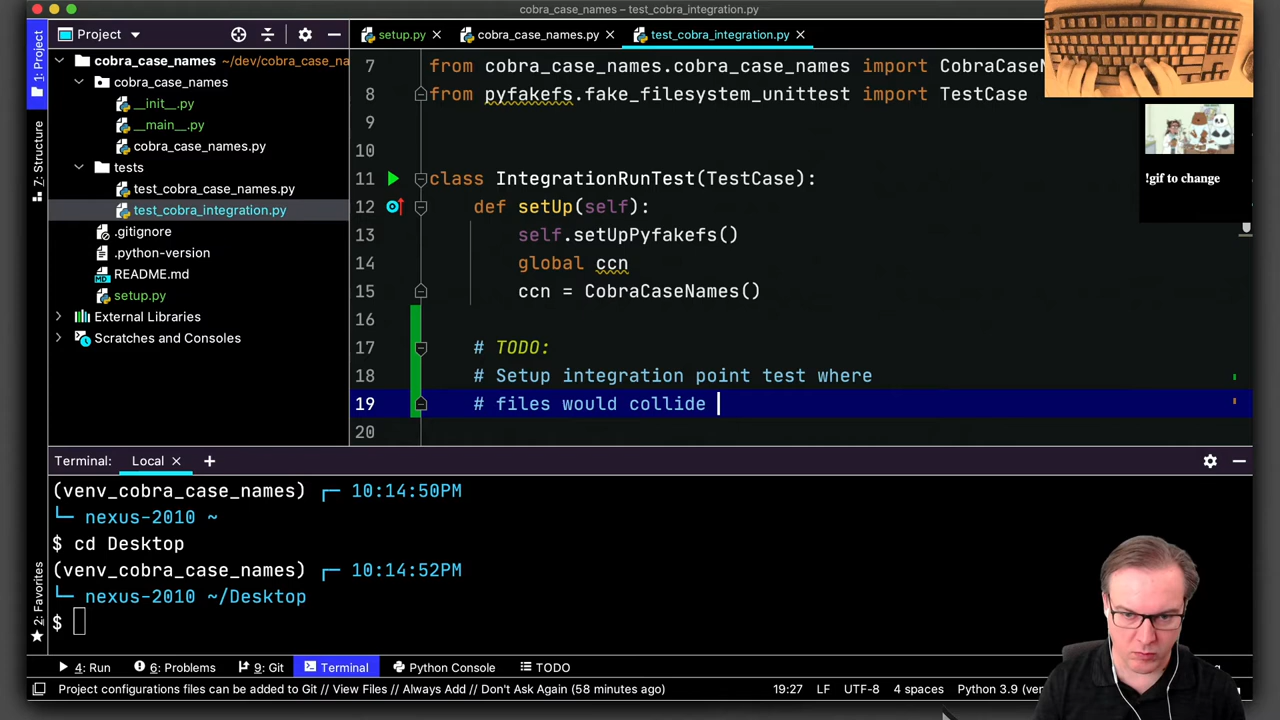 cobra_case_names – test_cobra_integration.py
Project
setup.py
cobra_case_names.py
test_cobra_integration.py
1: Project
7: Structure
2: Favorites
cobra_case_names ~/dev/cobra_case_na
cobra_case_names
__init__.py
__main__.py
cobra_case_names.py
tests
test_cobra_case_names.py
test_cobra_integration.py
.gitignore
.python-version
README.md
setup.py
External Libraries
Scratches and Consoles
7 from cobra_case_names.cobra_case_names import CobraCaseN
8 from pyfakefs.fake_filesystem_unittest import TestCase
9
10
11 class IntegrationRunTest(TestCase):
12 def setUp(self):
13 self.setUpPyfakefs()
14 global ccn
15 ccn = CobraCaseNames()
16
17 # TODO:
18 # Setup integration point test where
19 # files would collide
20
!gif to change
Terminal: Local
(venv_cobra_case_names) ┌─ 10:14:50PM
└─ nexus-2010 ~
$ cd Desktop
(venv_cobra_case_names) ┌─ 10:14:52PM
└─ nexus-2010 ~/Desktop
$
4: Run
6: Problems
9: Git
Terminal
Python Console
TODO
Project configurations files can be added to Git // View Files // Always Add // Don't Ask Again (58 minutes ago)
19:27 LF UTF-8 4 spaces Python 3.9 (ven